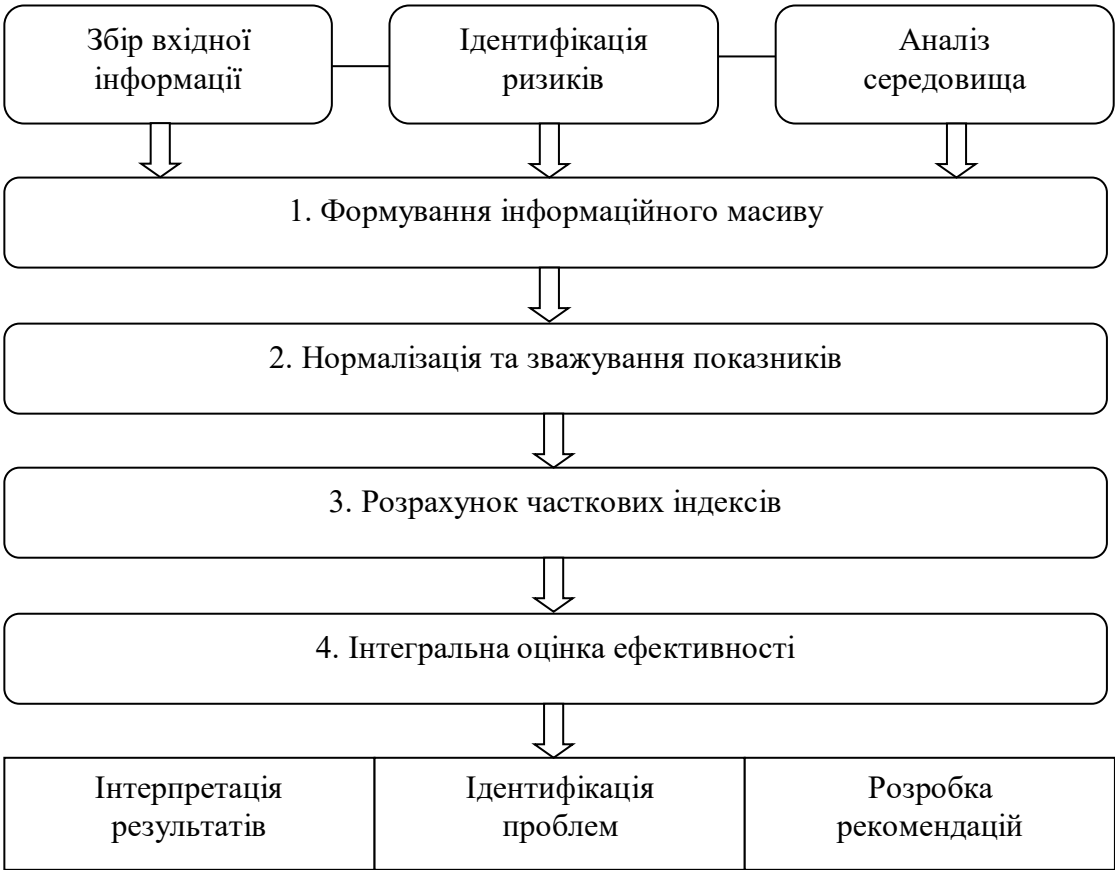 Збір вхідної
інформації
Ідентифікація
ризиків
Аналіз
середовища
1. Формування інформаційного масиву
2. Нормалізація та зважування показників
3. Розрахунок часткових індексів
4. Інтегральна оцінка ефективності
Інтерпретація
результатів
Ідентифікація
проблем
Розробка
рекомендацій